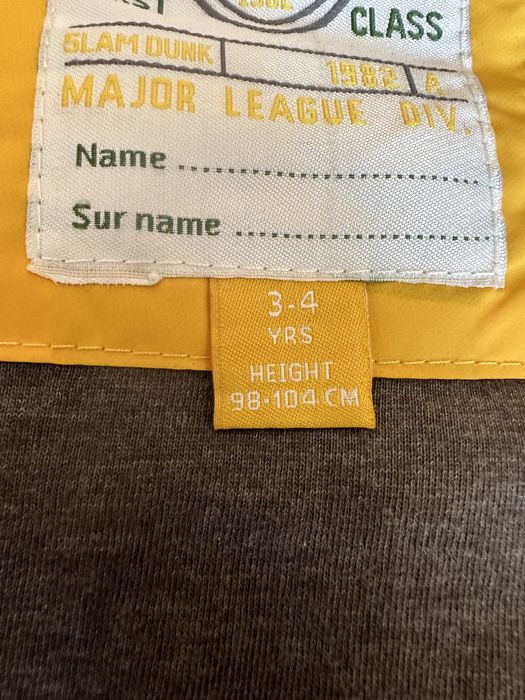 CLASS
SLAM DUNK 1982 A
MAJOR LEAGUE DIV.
Name ....................................
Sur name ..............................
3-4
YRS
HEIGHT
98-104 CM